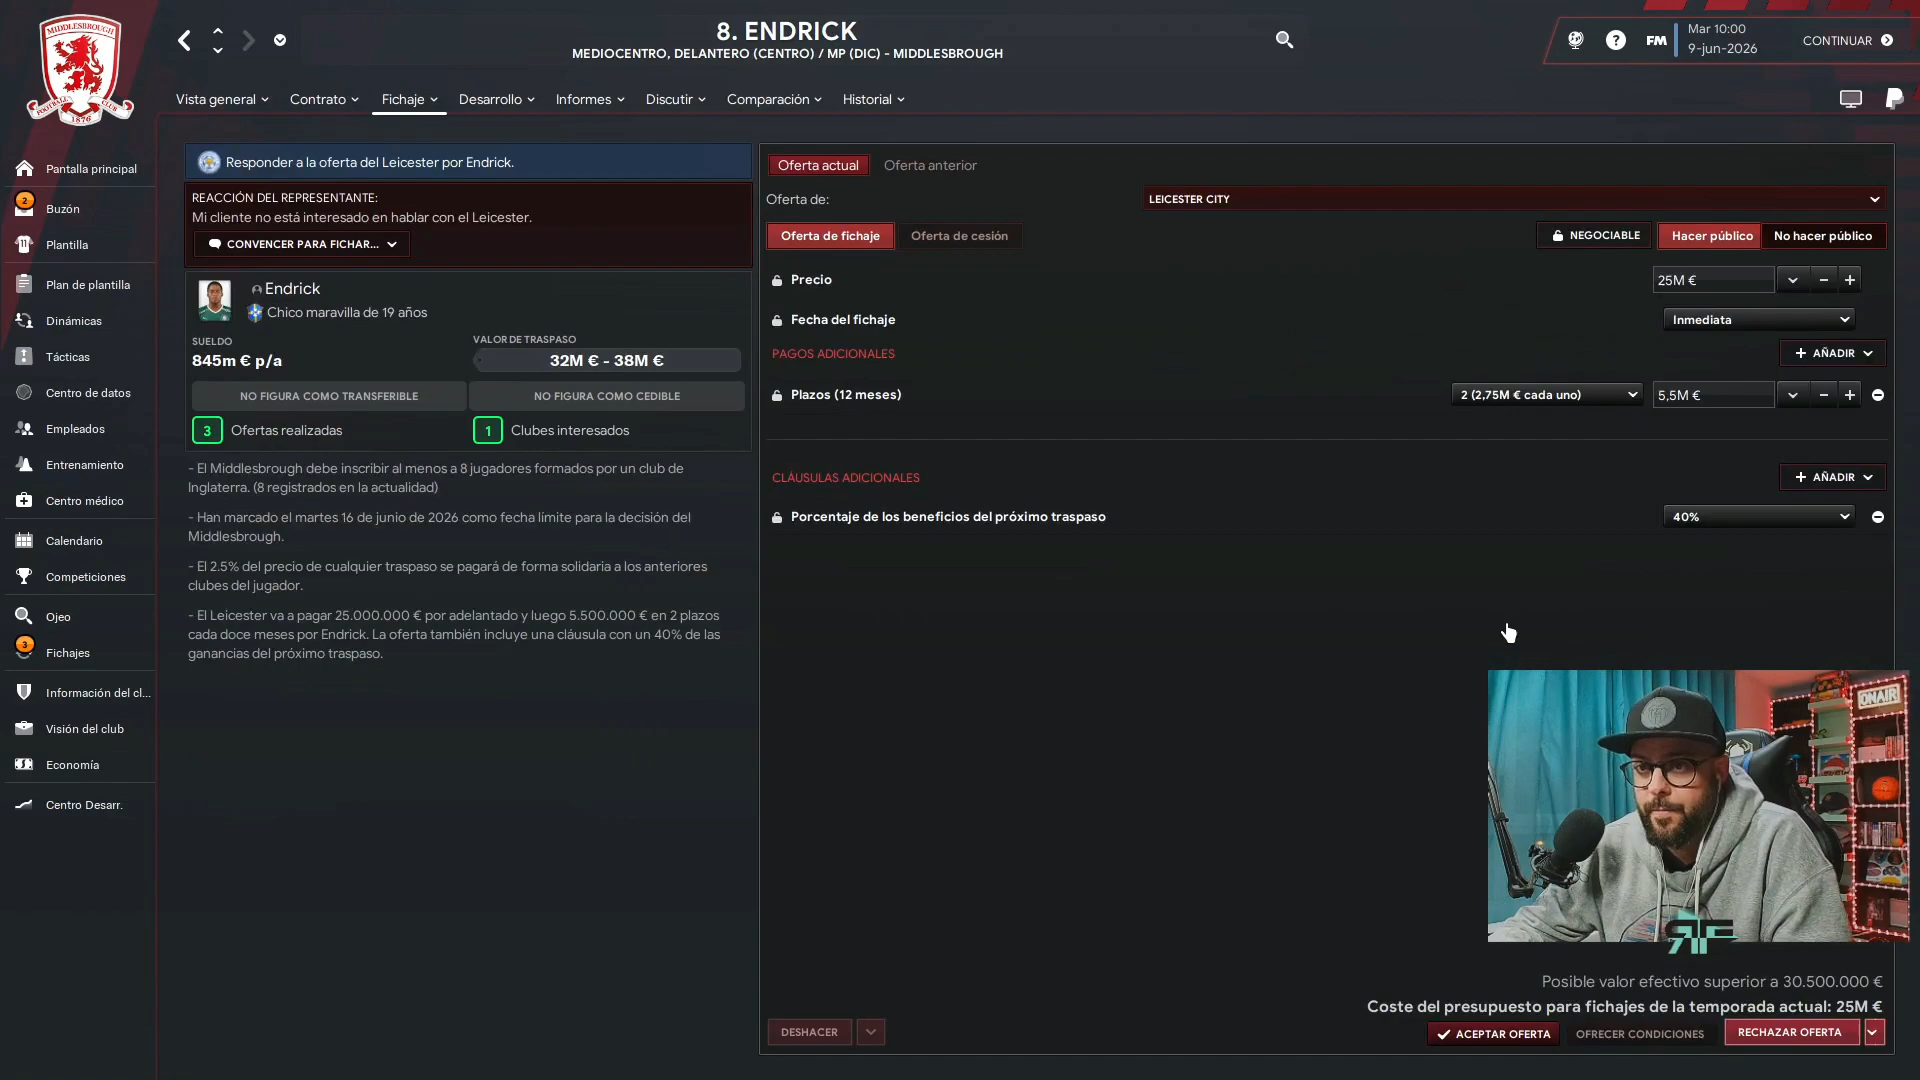 MIDDLESBROUGH
FOOTBALL
CLUB
1876
8. ENDRICK
MEDIOCENTRO, DELANTERO (CENTRO) / MP (DIC) - MIDDLESBROUGH
FM
Mar 10:00
9-jun-2026
CONTINUAR
Vista general
Contrato
Fichaje
Desarrollo
Informes
Discutir
Comparación
Historial
Pantalla principal
2
Buzón
11
Plantilla
Plan de plantilla
Dinámicas
Tácticas
Centro de datos
Empleados
Entrenamiento
Centro médico
Calendario
Competiciones
Ojeo
3
Fichajes
Información del cl...
Visión del club
Economía
Centro Desarr.
Responder a la oferta del Leicester por Endrick.
REACCIÓN DEL REPRESENTANTE:
Mi cliente no está interesado en hablar con el Leicester.
CONVENCER PARA FICHAR...
Endrick
Chico maravilla de 19 años
SUELDO
845m € p/a
VALOR DE TRASPASO
32M € - 38M €
NO FIGURA COMO TRANSFERIBLE
NO FIGURA COMO CEDIBLE
3 Ofertas realizadas
1 Clubes interesados
- El Middlesbrough debe inscribir al menos a 8 jugadores formados por un club de
Inglaterra. (8 registrados en la actualidad)
- Han marcado el martes 16 de junio de 2026 como fecha límite para la decisión del
Middlesbrough.
- El 2.5% del precio de cualquier traspaso se pagará de forma solidaria a los anteriores
clubes del jugador.
- El Leicester va a pagar 25.000.000 € por adelantado y luego 5.500.000 € en 2 plazos
cada doce meses por Endrick. La oferta también incluye una cláusula con un 40% de las
ganancias del próximo traspaso.
Oferta actual
Oferta anterior
Oferta de:
LEICESTER CITY
Oferta de fichaje
Oferta de cesión
NEGOCIABLE
Hacer público
No hacer público
Precio
25M €
Fecha del fichaje
Inmediata
PAGOS ADICIONALES
AÑADIR
Plazos (12 meses)
2 (2,75M € cada uno)
5,5M €
CLÁUSULAS ADICIONALES
AÑADIR
Porcentaje de los beneficios del próximo traspaso
40%
ON AIR
Posible valor efectivo superior a 30.500.000 €
Coste del presupuesto para fichajes de la temporada actual: 25M €
DESHACER
ACEPTAR OFERTA
OFRECER CONDICIONES
RECHAZAR OFERTA